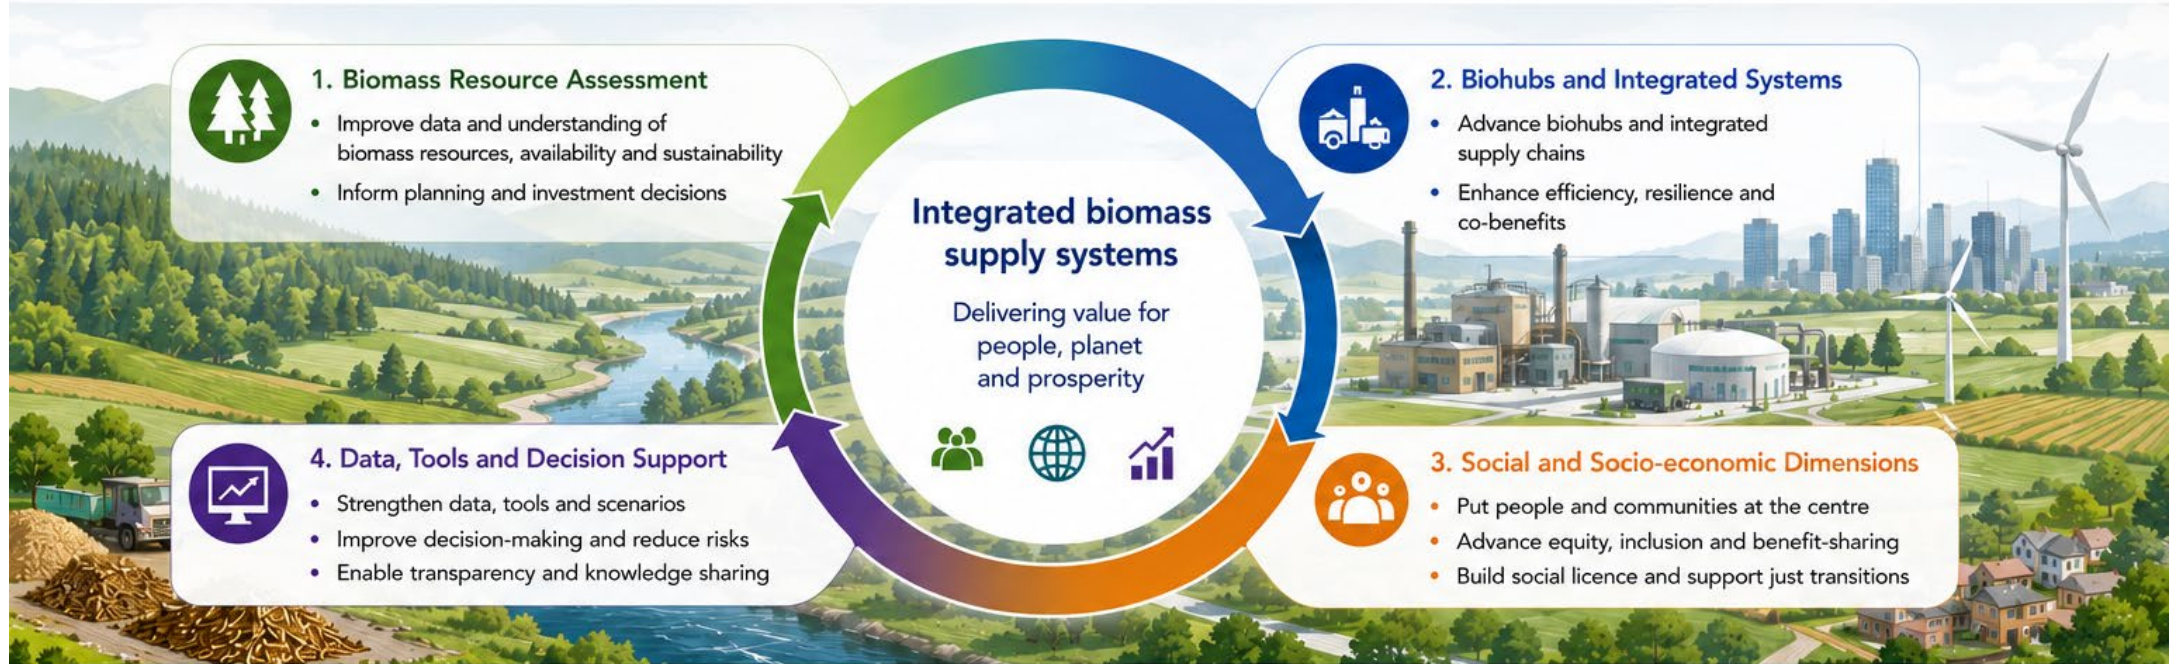 1. Biomass Resource Assessment
• Improve data and understanding of
biomass resources, availability and sustainability
• Inform planning and investment decisions
2. Biohubs and Integrated Systems
• Advance biohubs and integrated
supply chains
• Enhance efficiency, resilience and
co-benefits
Integrated biomass
supply systems
Delivering value for
people, planet
and prosperity
3. Social and Socio-economic Dimensions
• Put people and communities at the centre
• Advance equity, inclusion and benefit-sharing
• Build social licence and support just transitions
4. Data, Tools and Decision Support
• Strengthen data, tools and scenarios
• Improve decision-making and reduce risks
• Enable transparency and knowledge sharing